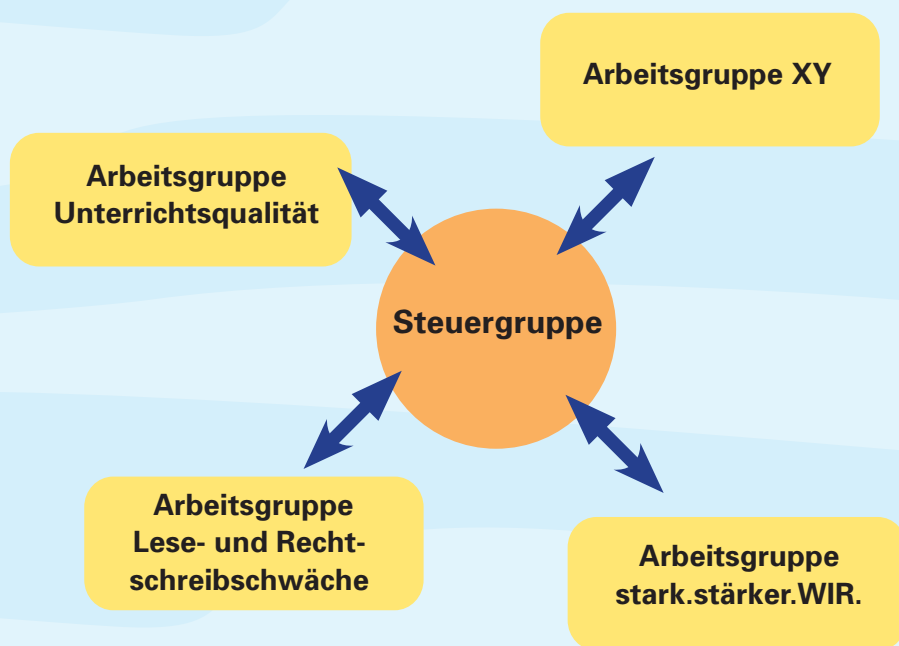 Arbeitsgruppe XY
Arbeitsgruppe
Unterrichtsqualität
Steuergruppe
Arbeitsgruppe
Lese- und Recht-
schreibschwäche
Arbeitsgruppe
stark.stärker.WIR.